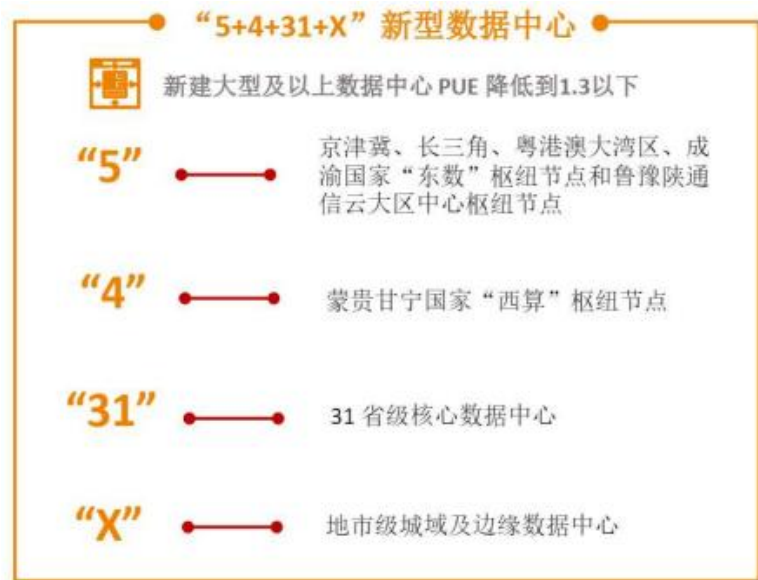 “5+4+31+X”新型数据中心
新建大型及以上数据中心 PUE 降低到1.3以下
“5”
京津冀、长三角、粤港澳大湾区、成
渝国家“东数”枢纽节点和鲁豫陕通
信云大区中心枢纽节点
“4”
蒙贵甘宁国家“西算”枢纽节点
“31”
31 省级核心数据中心
“X”
地市级城域及边缘数据中心